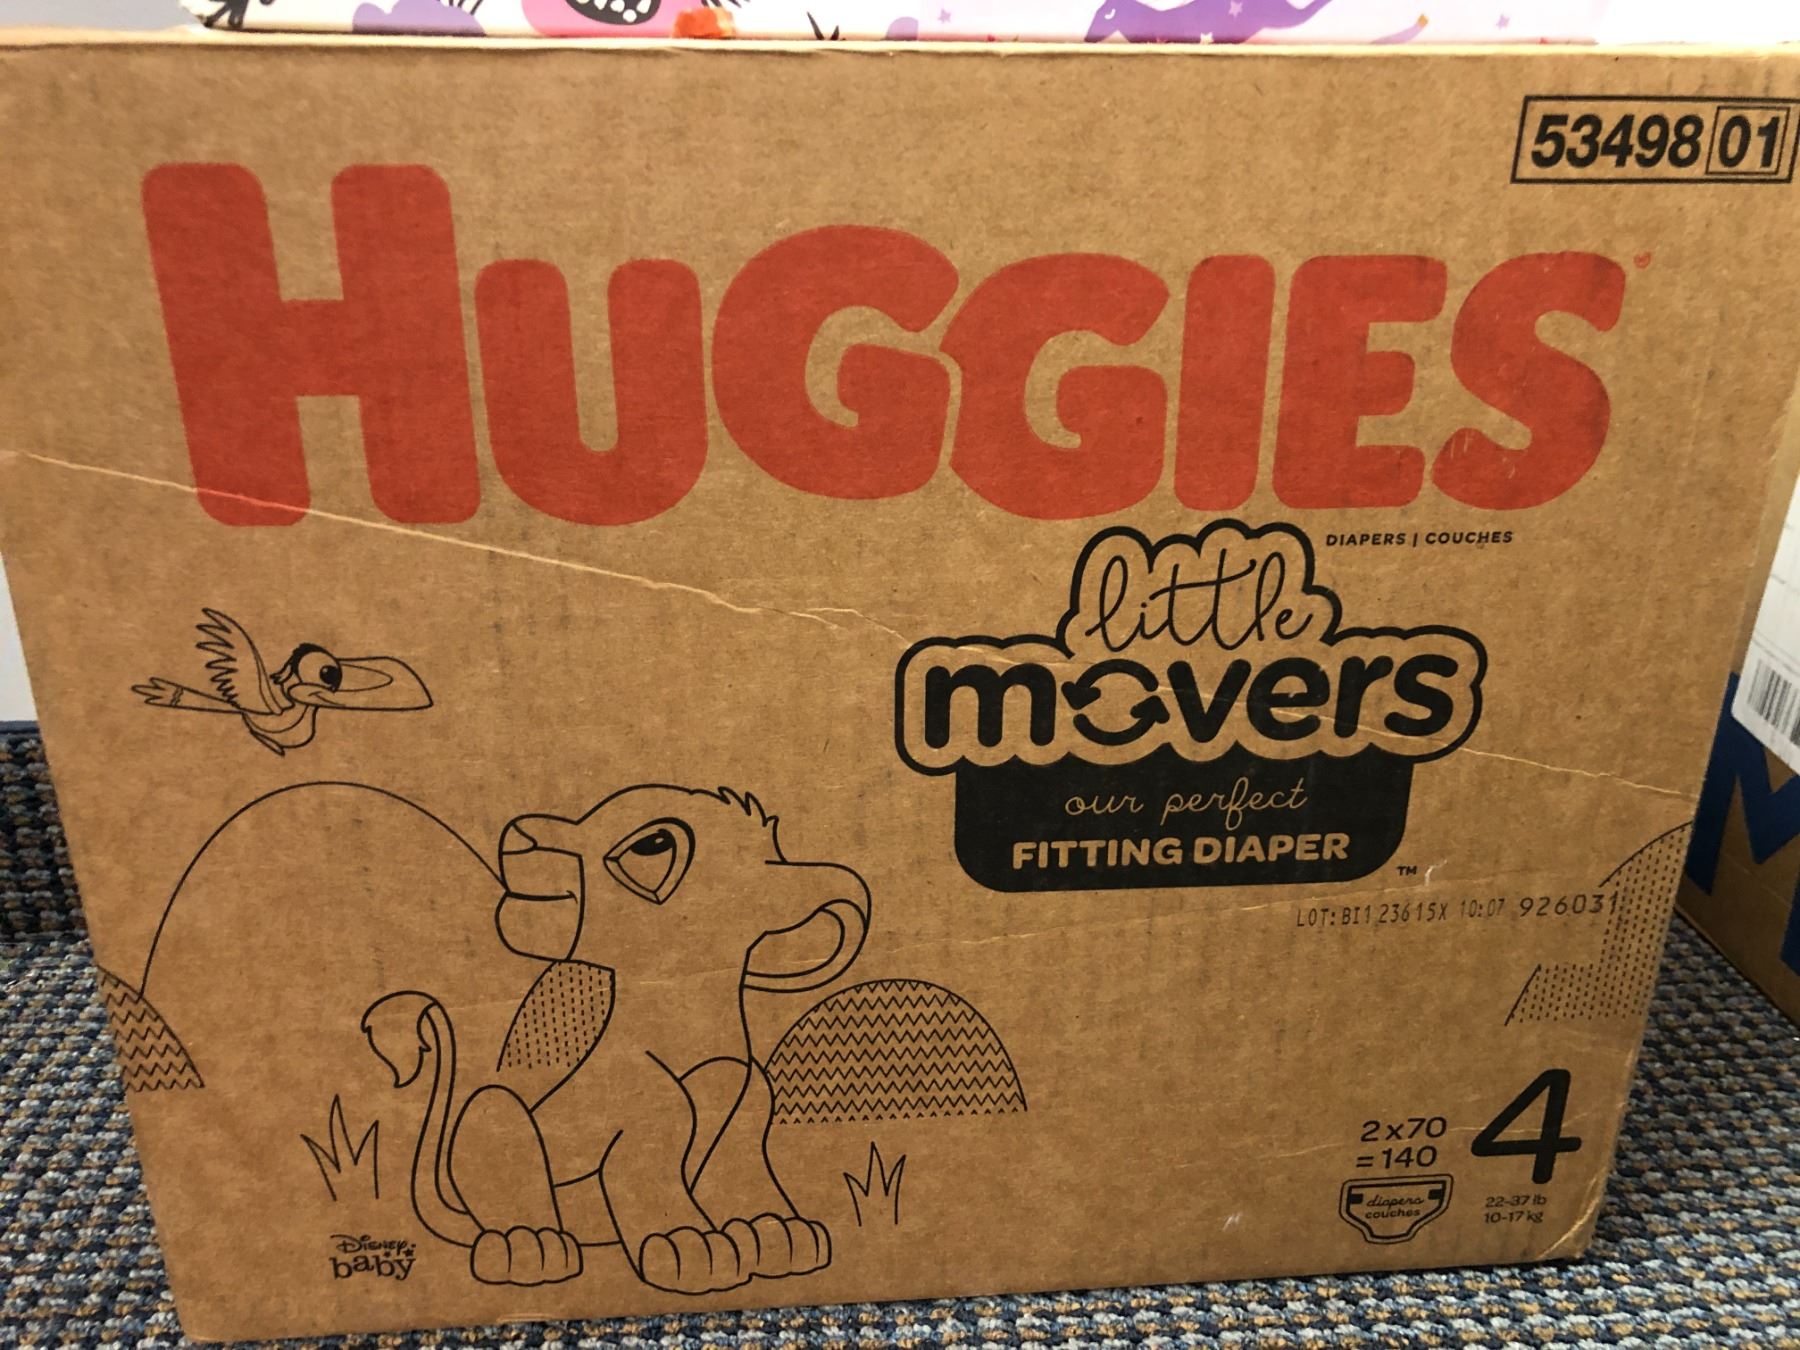 53498 01
HUGGIES
DIAPERS | COUCHES
little
movers
our perfect
FITTING DIAPER
™
LOT: BI1 23615X 10:07 926031
2x70
=140
4
diapers
couches
22-37 lb
10-17 kg
Disney
baby